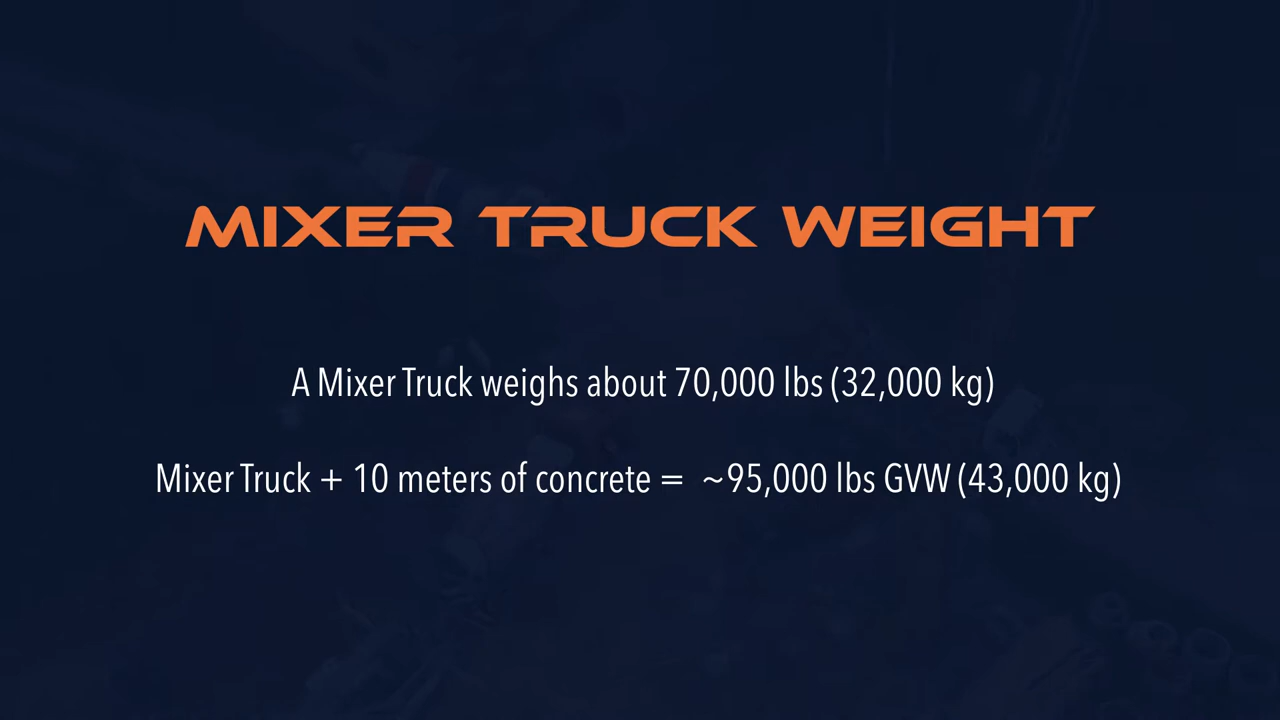 MIXER TRUCK WEIGHT
A Mixer Truck weighs about 70,000 lbs (32,000 kg)
Mixer Truck + 10 meters of concrete = ~95,000 lbs GVW (43,000 kg)